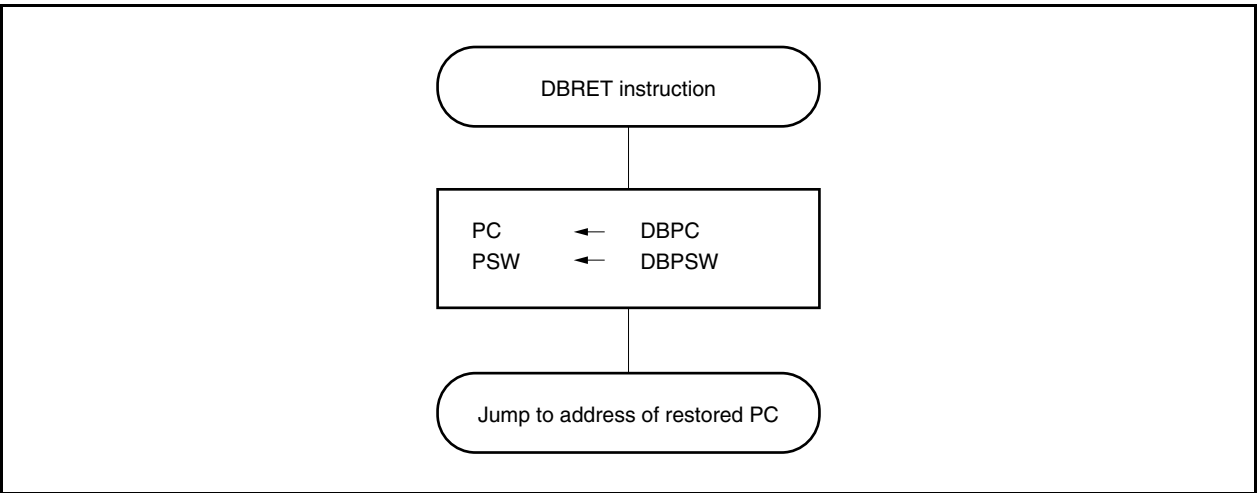 DBRET instruction
PC ← DBPC
PSW ← DBPSW
Jump to address of restored PC